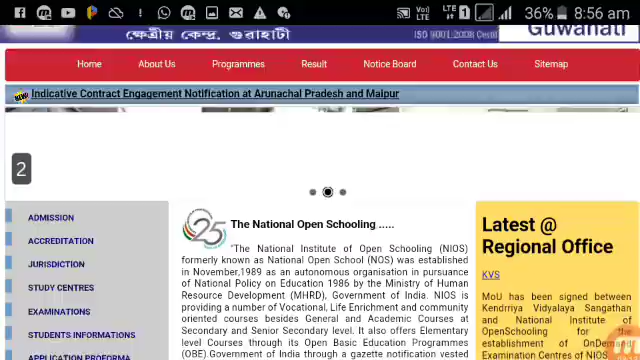 36% 8:56 am
ক্ষেত্রীয় কেন্দ্র, গুৱাহাটী
ISO 9001:2008 Certi
Guwahati
Home About Us Programmes Result Notice Board Contact Us Sitemap
Indicative Contract Engagement Notification at Arunachal Pradesh and Maipur
2
ADMISSION
ACCREDITATION
JURISDICTION
STUDY CENTRES
EXAMINATIONS
STUDENTS INFORMATIONS
APPLICATION PROFORMA
25
The National Open Schooling .....
"The National Institute of Open Schooling (NIOS)
formerly known as National Open School (NOS) was established
in November,1989 as an autonomous organisation in pursuance
of National Policy on Education 1986 by the Ministry of
Human Resource Development (MHRD), Government of India. NIOS is
providing a number of Vocational, Life Enrichment and community
oriented courses besides General and Academic Courses at
Secondary and Senior Secondary level. It also offers Elementary
level Courses through its Open Basic Education Programmes
(OBE).Government of India through a gazette notification vested
Latest @
Regional Office
KVS
MoU has been signed between
Kendrriya Vidyalaya Sangathan
and National Institute of
OpenSchooling for the
establishment of OnDemand
Examination Centres of NIOS